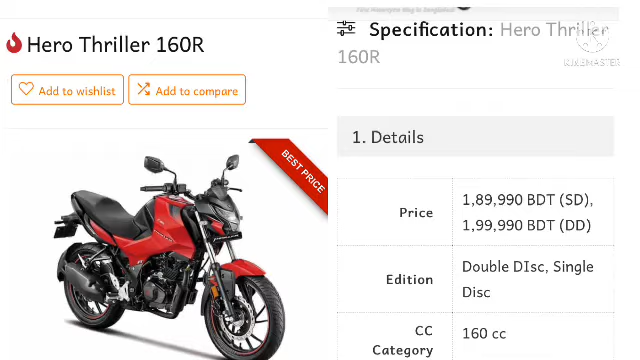 Hero Thriller 160R
Add to wishlist
Add to compare
BEST PRICE
Specification: Hero Thriller
160R
KINEMASTER
1. Details
Price
1,89,990 BDT (SD),
1,99,990 BDT (DD)
Edition
Double DIsc, Single
Disc
CC
Category
160 cc